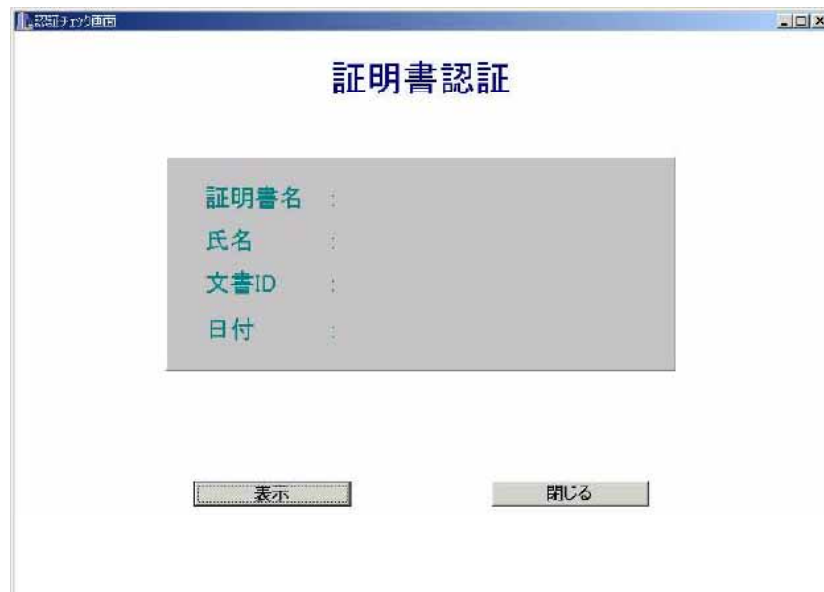 認証チェック画面
証明書認証
証明書名 :
氏名 :
文書ID :
日付 :
表示
閉じる